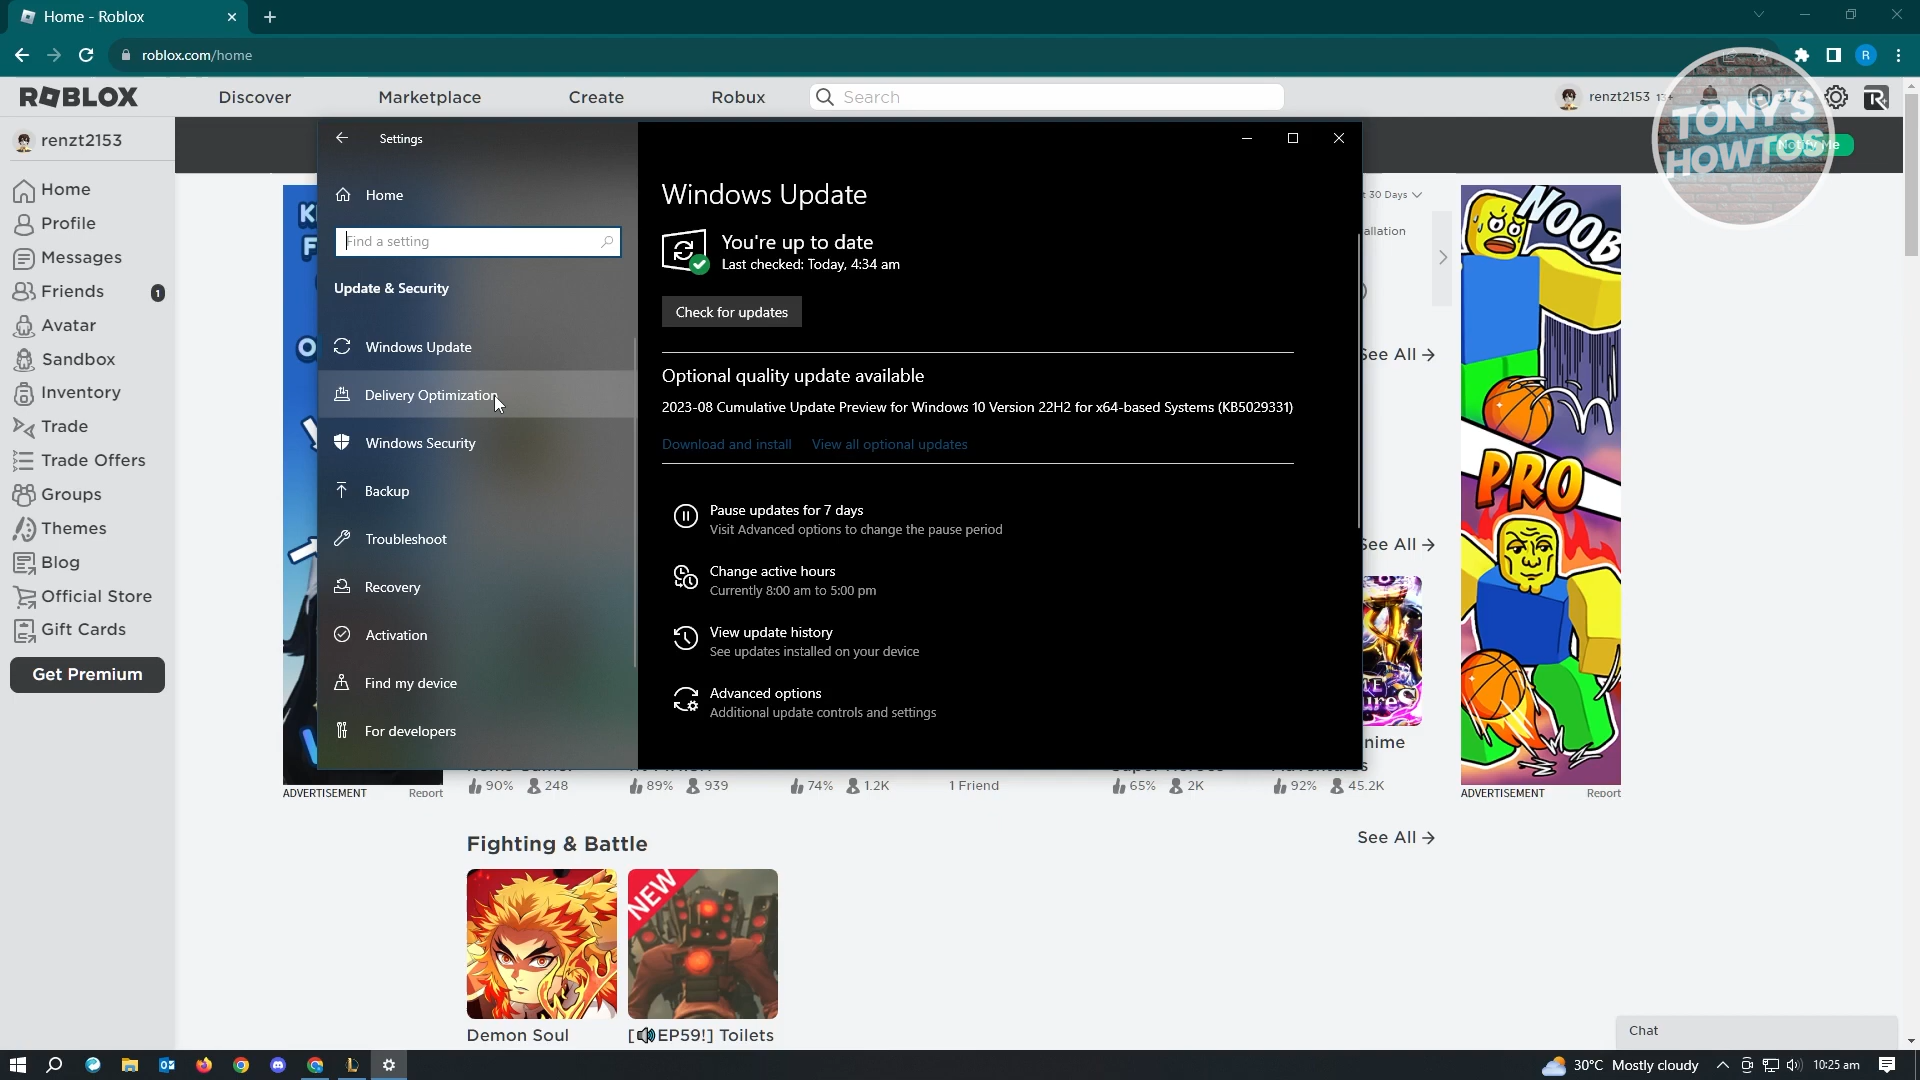 Home - Roblox
roblox.com/home
ROBLOX
Discover
Marketplace
Create
Robux
Search
renzt2153 13+
TONY'S
HOWTOS
Notify Me
renzt2153
Home
Profile
Messages
Friends
1
Avatar
Sandbox
Inventory
Trade
Trade Offers
Groups
Themes
Blog
Official Store
Gift Cards
Get Premium
Settings
Home
Find a setting
Update & Security
Windows Update
Delivery Optimization
Windows Security
Backup
Troubleshoot
Recovery
Activation
Find my device
For developers
Windows Update
You're up to date
Last checked: Today, 4:34 am
Check for updates
Optional quality update available
2023-08 Cumulative Update Preview for Windows 10 Version 22H2 for x64-based Systems (KB5029331)
Download and install
View all optional updates
Pause updates for 7 days
Visit Advanced options to change the pause period
Change active hours
Currently 8:00 am to 5:00 pm
View update history
See updates installed on your device
Advanced options
Additional update controls and settings
30 Days
See All →
See All →
NOOB
PRO
ADVERTISEMENT
Report
90%
248
89%
939
74%
1.2K
1 Friend
65%
2K
92%
45.2K
ADVERTISEMENT
Report
Fighting & Battle
See All →
NEW
Demon Soul
[🔊EP59!] Toilets
Chat
R
30°C Mostly cloudy
10:25 am